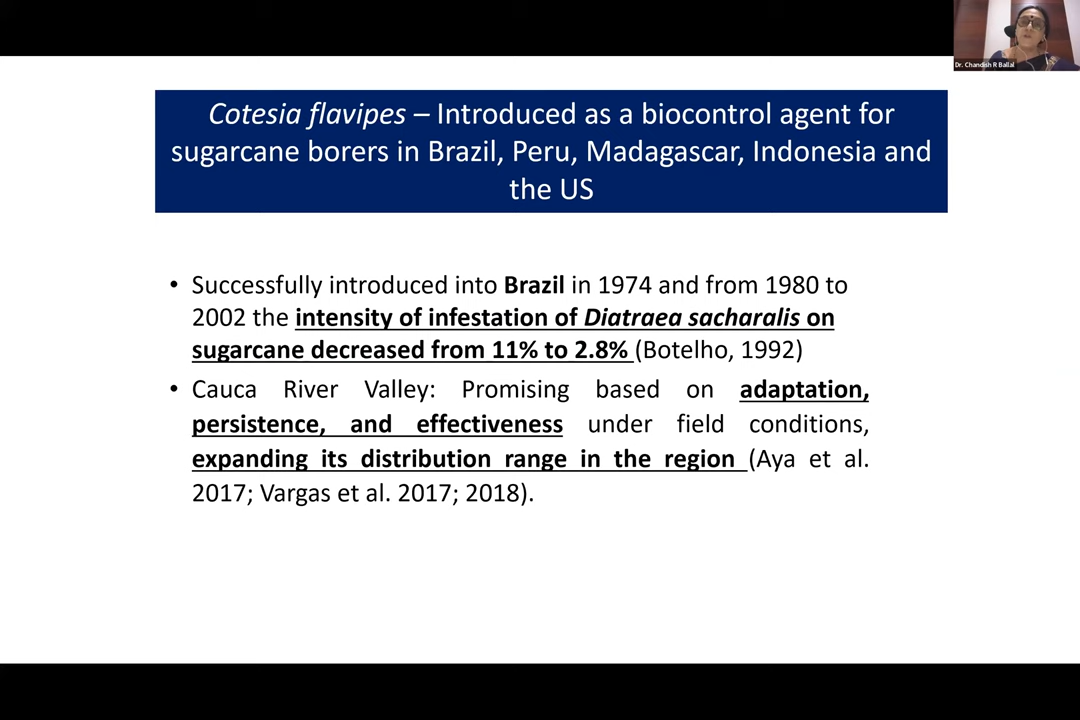 Dr. Chandish R Ballal
Cotesia flavipes – Introduced as a biocontrol agent for
sugarcane borers in Brazil, Peru, Madagascar, Indonesia and
the US
• Successfully introduced into Brazil in 1974 and from 1980 to
2002 the intensity of infestation of Diatraea sacharalis on
sugarcane decreased from 11% to 2.8% (Botelho, 1992)
• Cauca River Valley: Promising based on adaptation,
persistence, and effectiveness under field conditions,
expanding its distribution range in the region (Aya et al.
2017; Vargas et al. 2017; 2018).